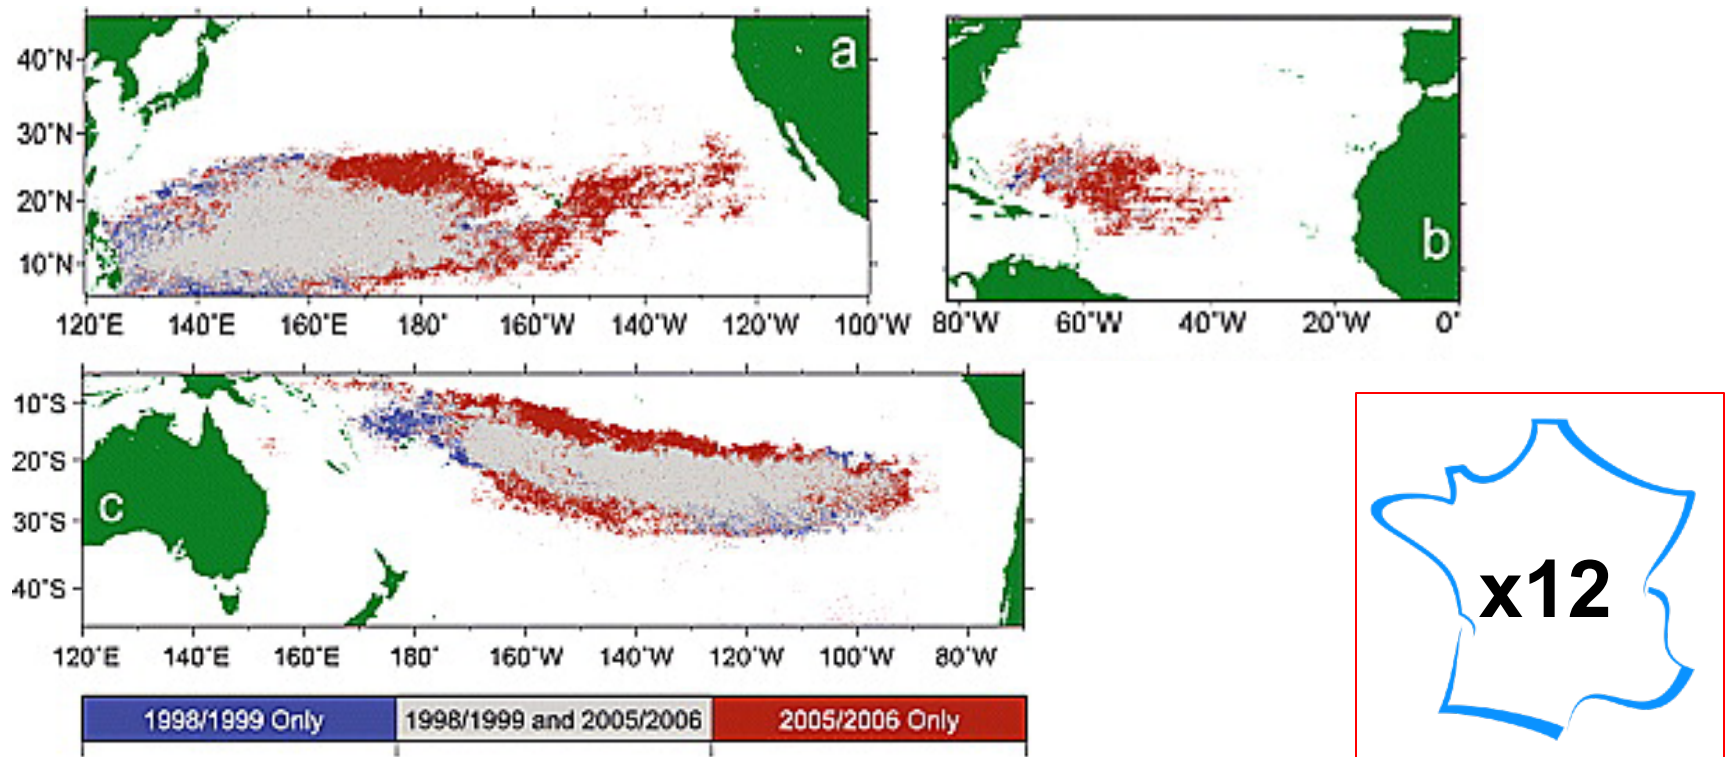 a
40°N
30°N
20°N
10°N
120°E 140°E 160°E 180° 160°W 140°W 120°W 100°W
b
80°W 60°W 40°W 20°W 0°
10°S
20°S
30°S
40°S
c
120°E 140°E 160°E 180° 160°W 140°W 120°W 100°W 80°W
1998/1999 Only 1998/1999 and 2005/2006 2005/2006 Only
x12